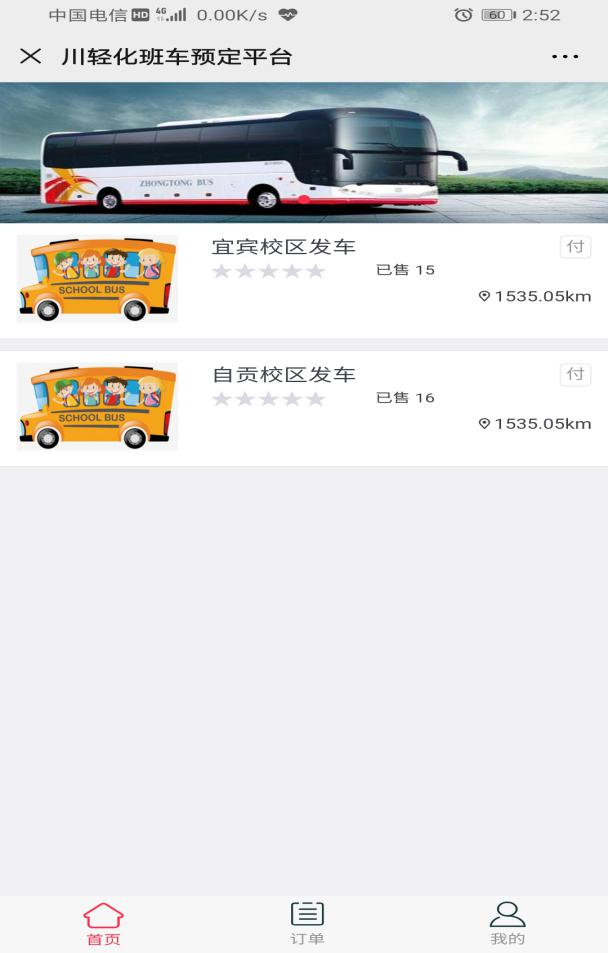 中国电信 HD 4G 0.00K/s 60 2:52
川轻化班车预定平台
ZHONGTONG BUS
宜宾校区发车 付
SCHOOL BUS
已售 15
1535.05km
自贡校区发车 付
SCHOOL BUS
已售 16
1535.05km
首页 订单 我的